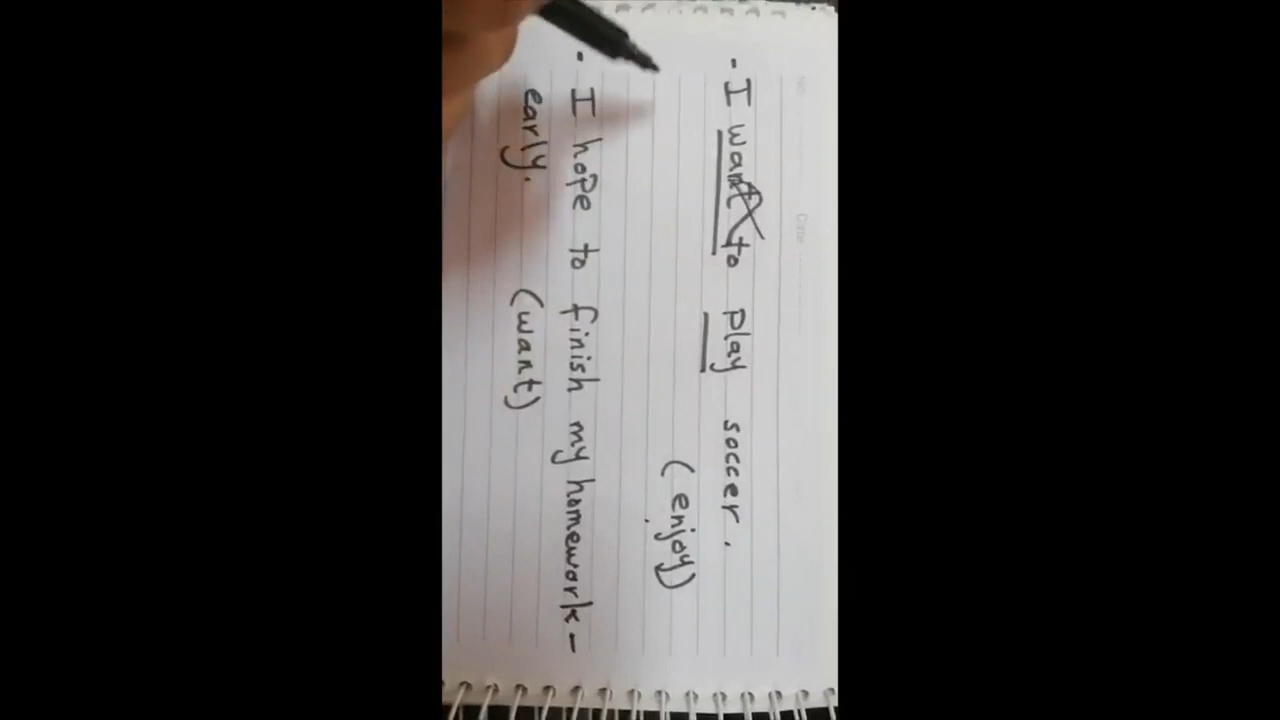 - I want to play soccer.
(enjoy)
- I hope to finish my homework-
early.
(want)